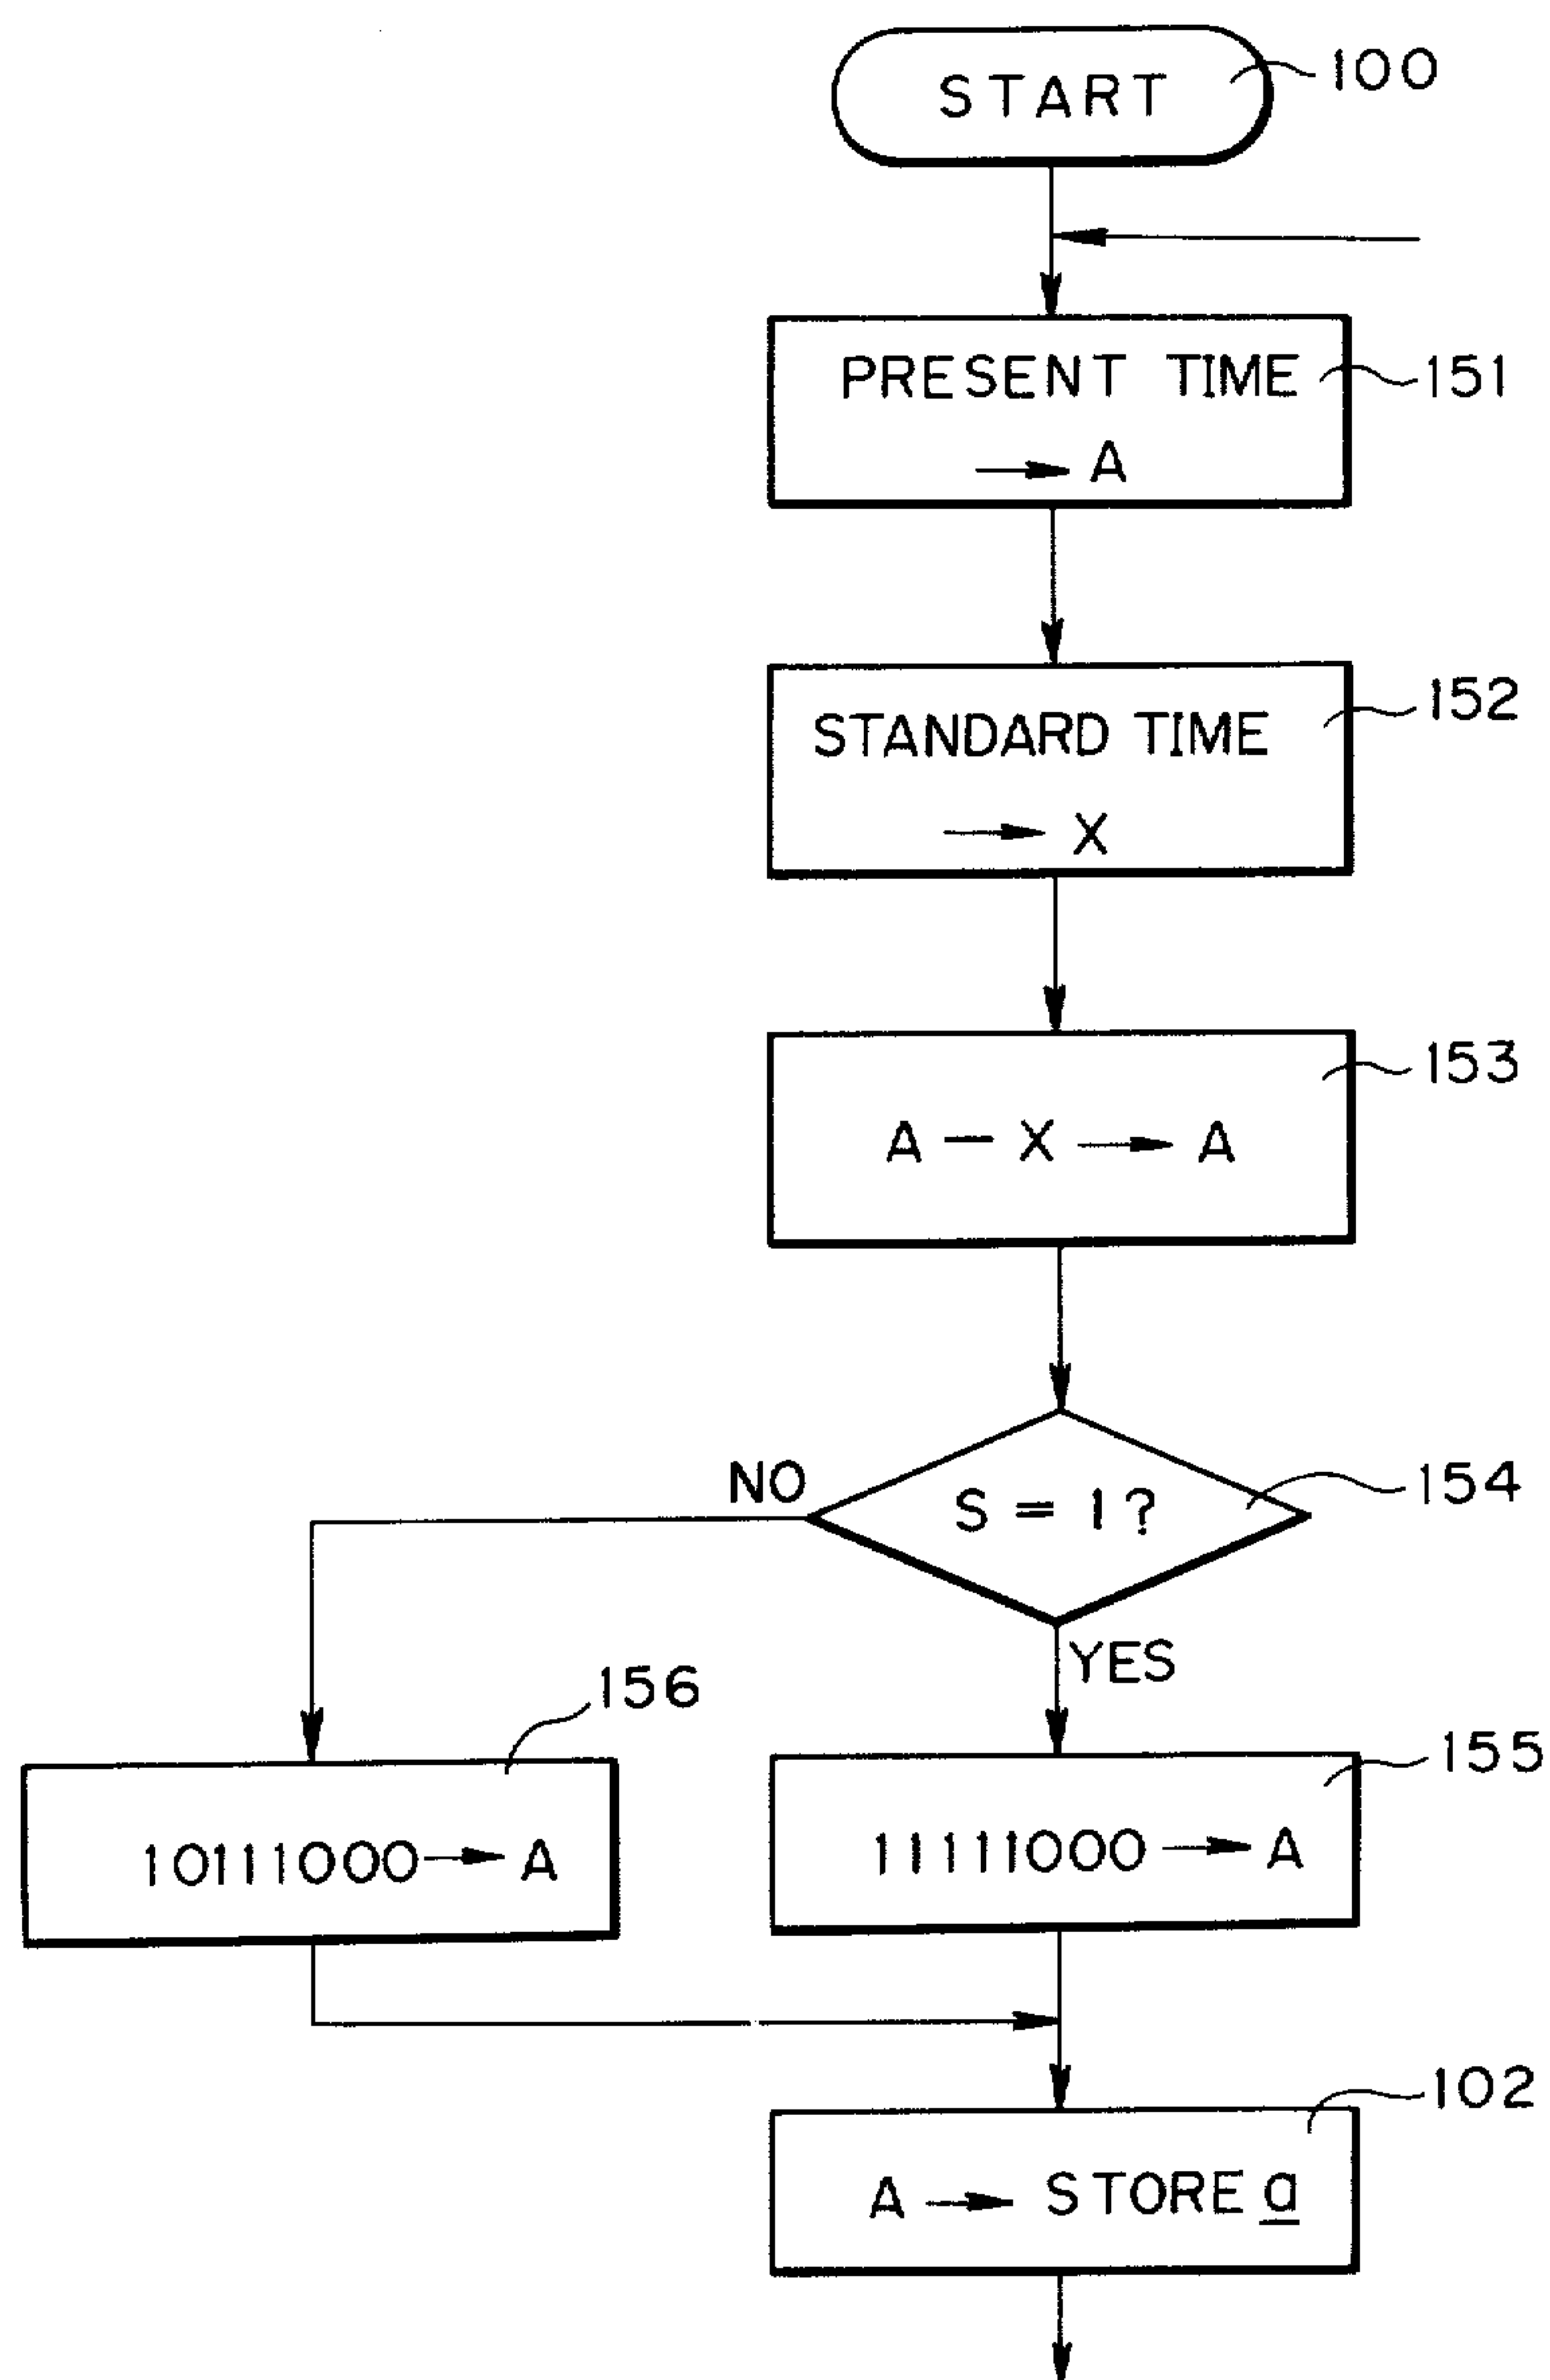 START
100
PRESENT TIME
→ A
151
STANDARD TIME
→ X
152
A − X → A
153
S = 1 ?
154
NO
YES
156
10111000 → A
155
11111000 → A
102
A → STORE a